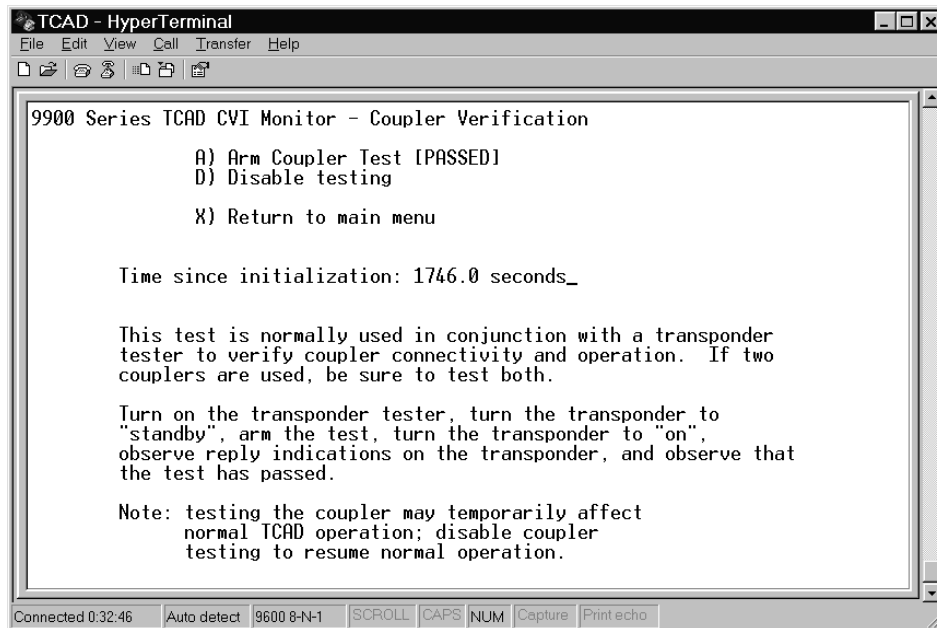 TCAD - HyperTerminal
File Edit View Call Transfer Help
9900 Series TCAD CVI Monitor - Coupler Verification
A) Arm Coupler Test [PASSED]
D) Disable testing
X) Return to main menu
Time since initialization: 1746.0 seconds_
This test is normally used in conjunction with a transponder
tester to verify coupler connectivity and operation.  If two
couplers are used, be sure to test both.
Turn on the transponder tester, turn the transponder to
"standby", arm the test, turn the transponder to "on",
observe reply indications on the transponder, and observe that
the test has passed.
Note: testing the coupler may temporarily affect
normal TCAD operation; disable coupler
testing to resume normal operation.
Connected 0:32:46 Auto detect 9600 8-N-1 SCROLL CAPS NUM Capture Print echo